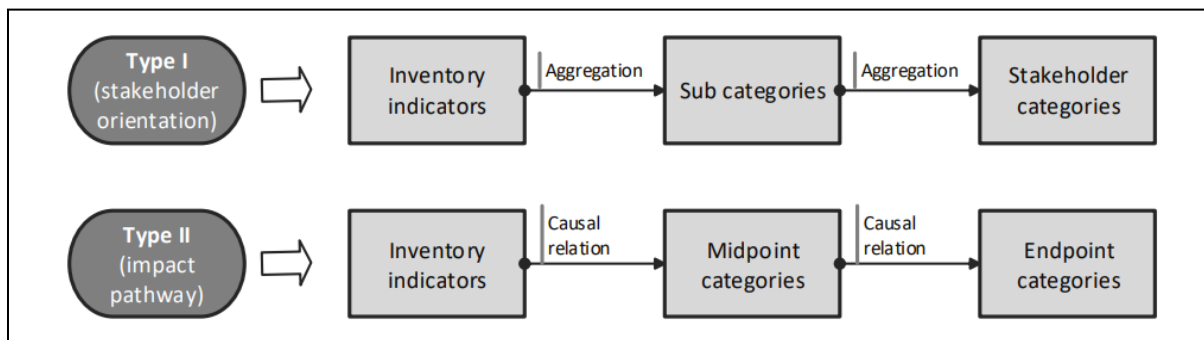 Type I
(stakeholder
orientation)
Inventory
indicators
Aggregation
Sub categories
Aggregation
Stakeholder
categories
Type II
(impact
pathway)
Inventory
indicators
Causal
relation
Midpoint
categories
Causal
relation
Endpoint
categories